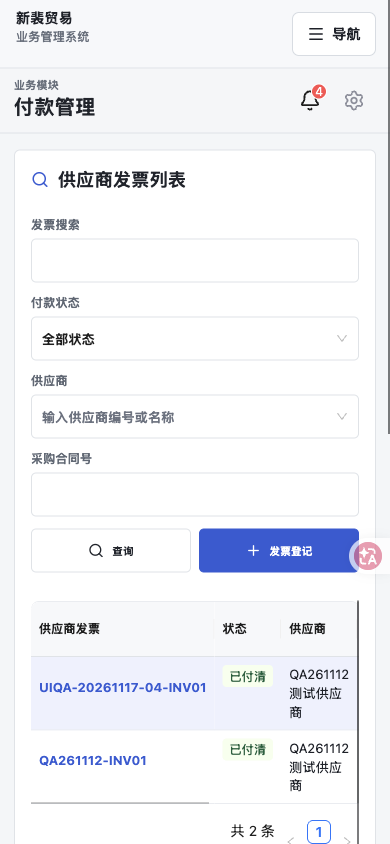 新裴贸易
业务管理系统
导航
业务模块
付款管理
4
供应商发票列表
发票搜索
付款状态
全部状态
供应商
输入供应商编号或名称
采购合同号
查询
发票登记
供应商发票 状态 供应商
UIQA-20261117-04-INV01 已付清 QA261112
测试供应
商
QA261112-INV01 已付清 QA261112
测试供应
商
共 2 条 1